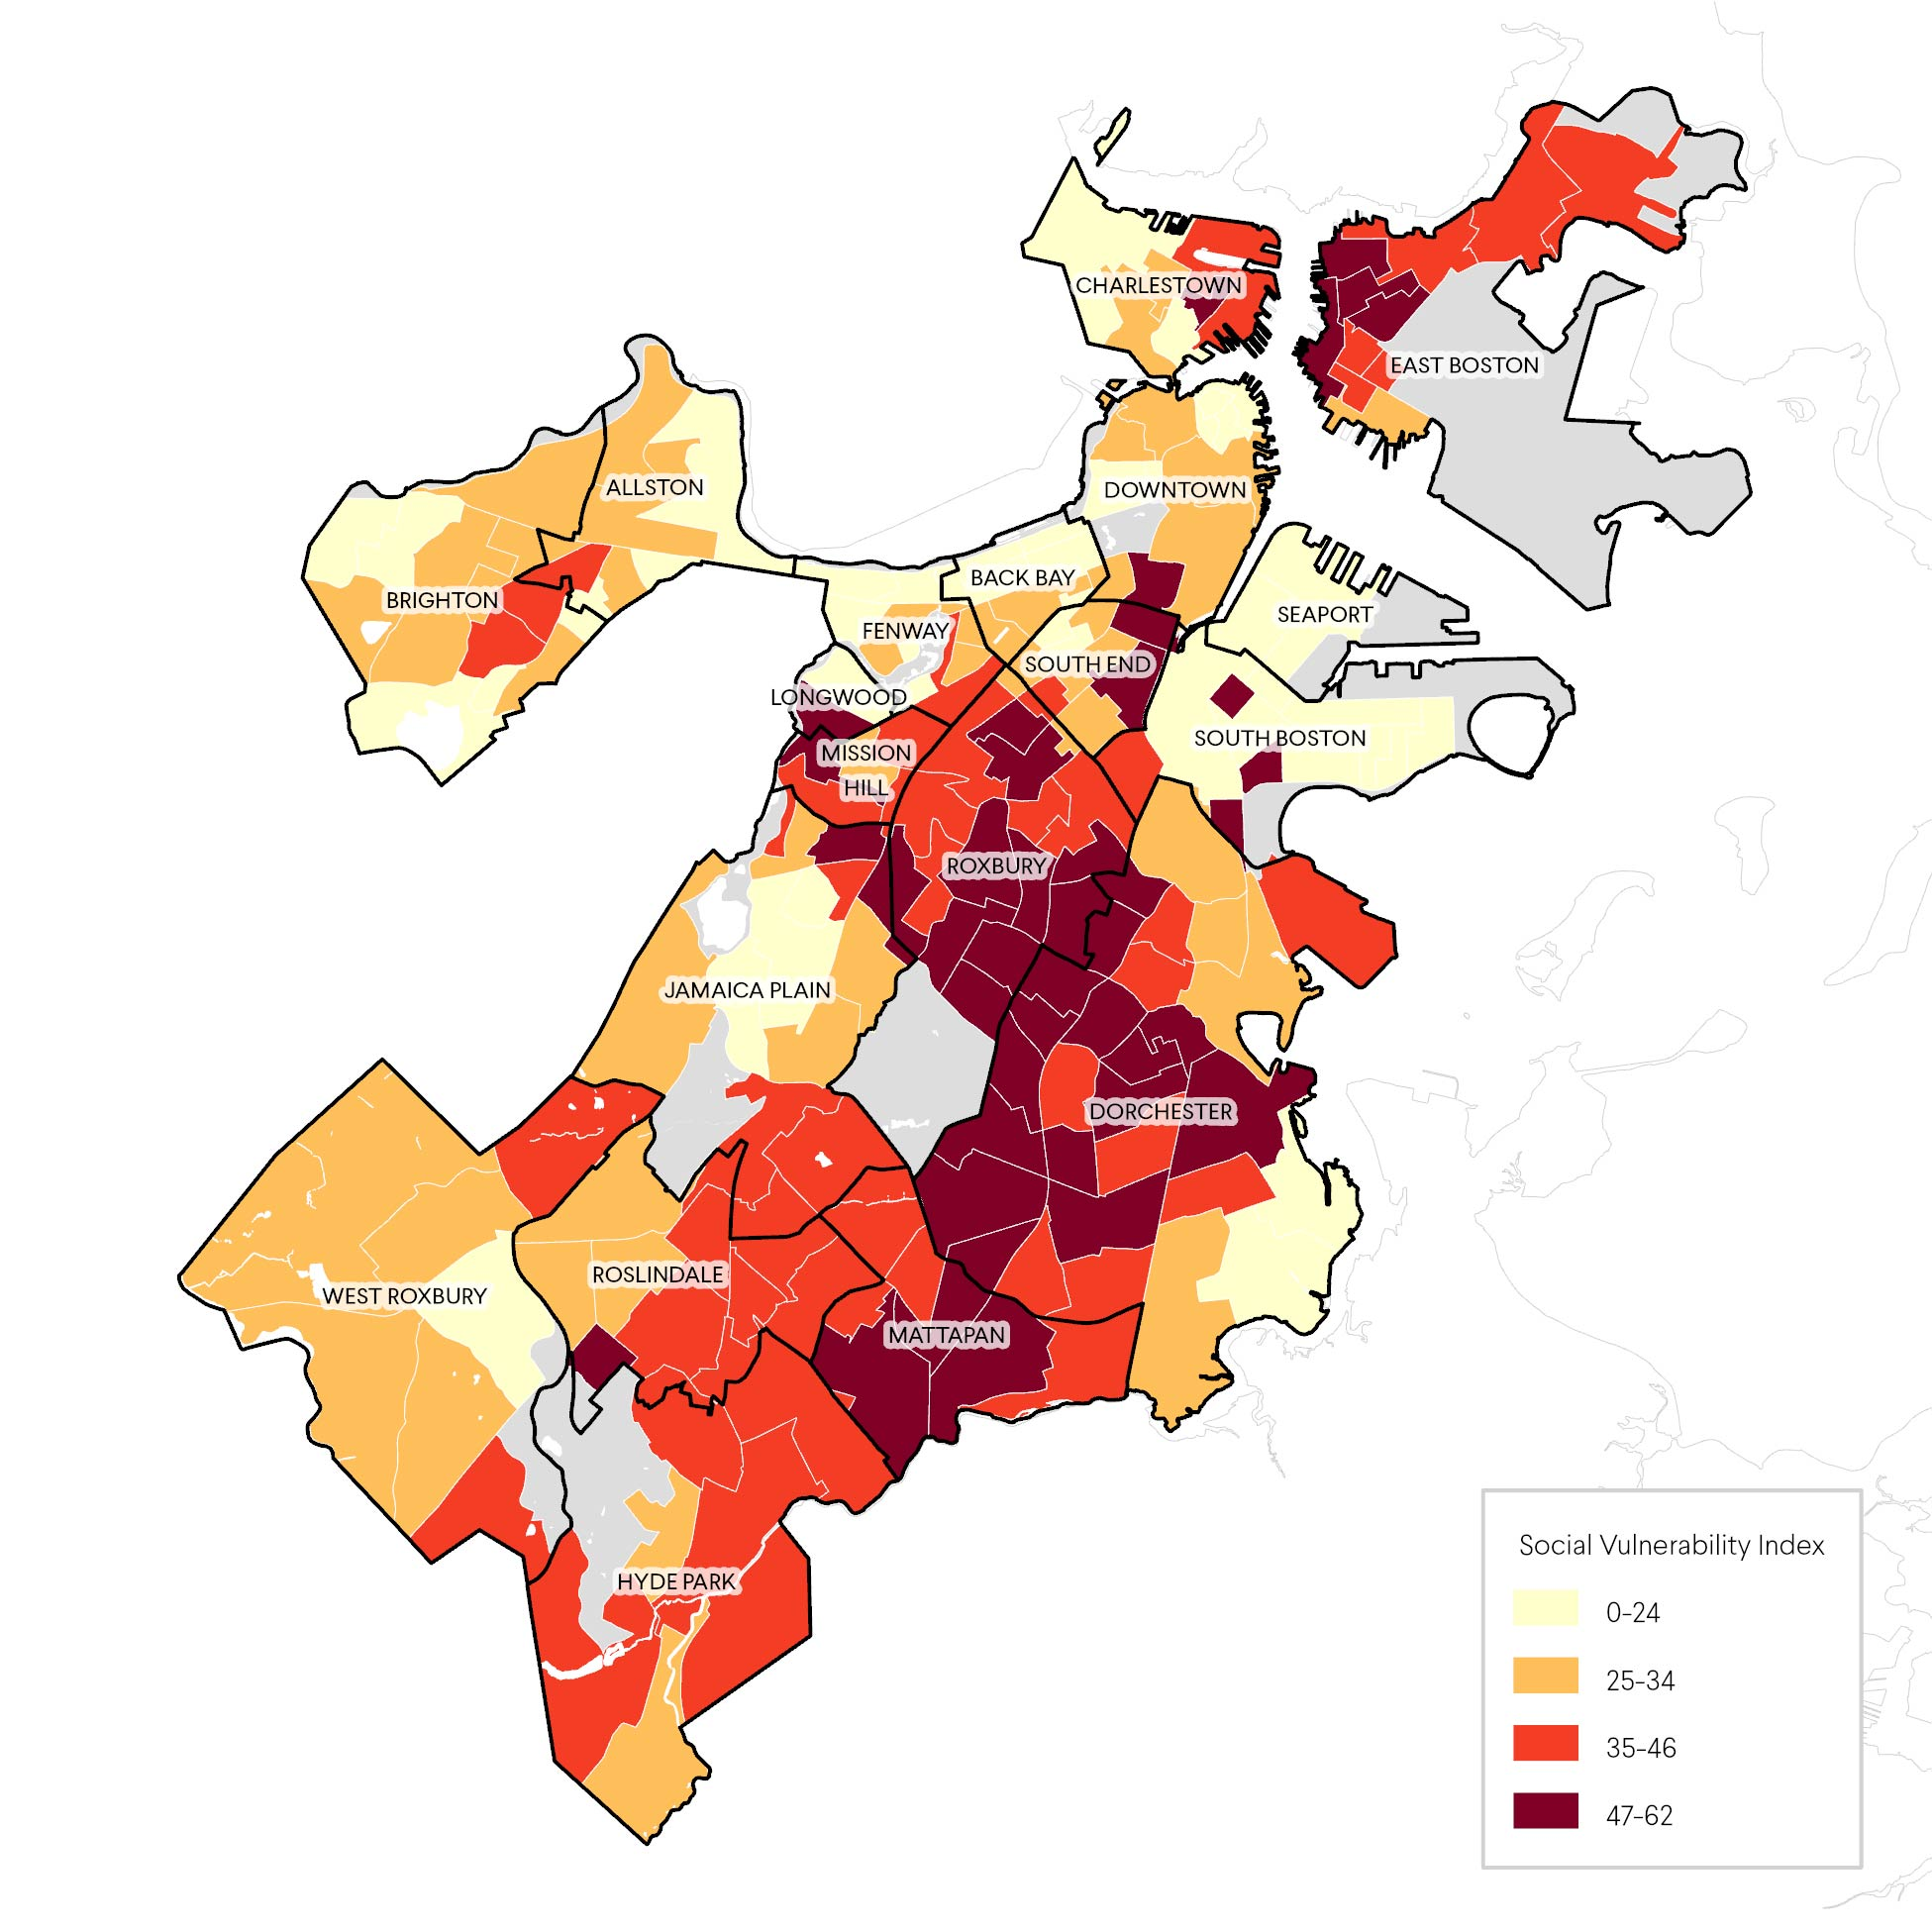 CHARLESTOWN
EAST BOSTON
ALLSTON
DOWNTOWN
BACK BAY
BRIGHTON
SEAPORT
FENWAY
SOUTH END
LONGWOOD
SOUTH BOSTON
MISSION
HILL
ROXBURY
JAMAICA PLAIN
DORCHESTER
ROSLINDALE
WEST ROXBURY
MATTAPAN
HYDE PARK
Social Vulnerability Index
0-24
25-34
35-46
47-62